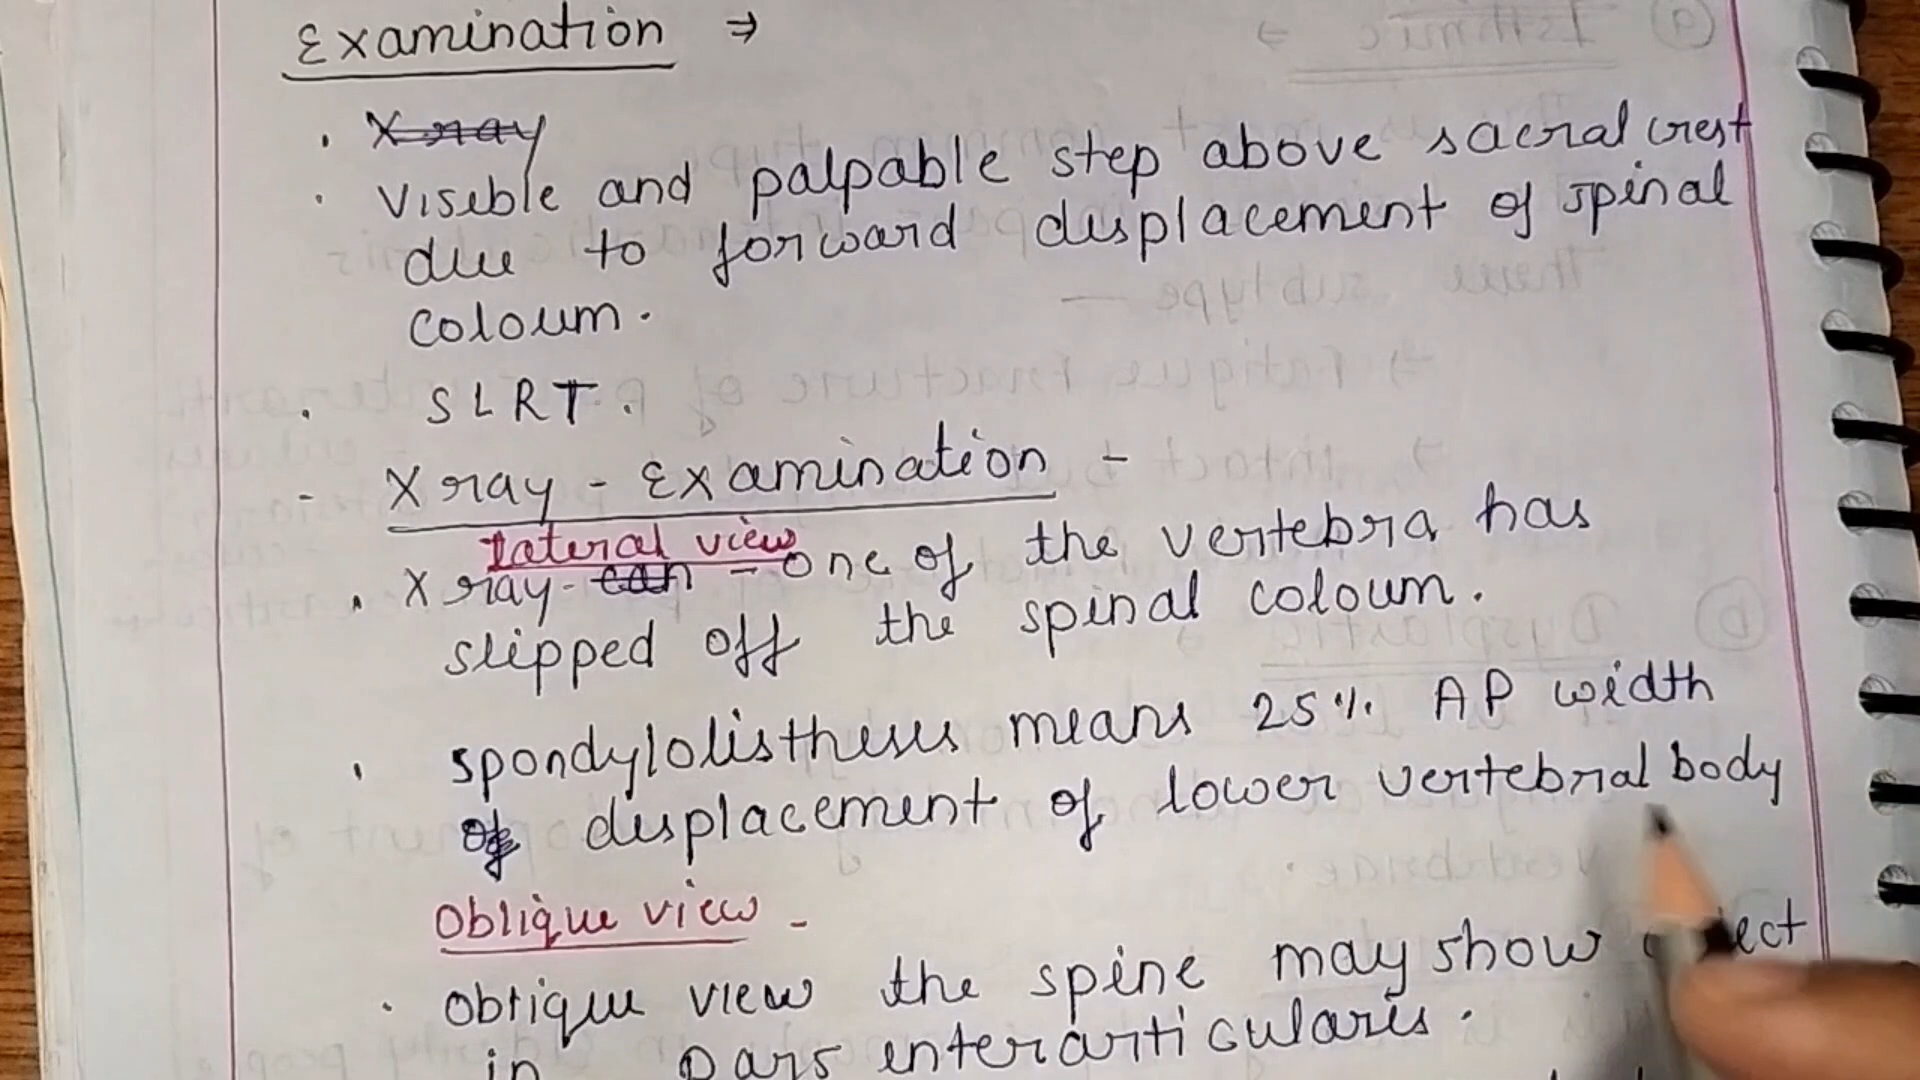 Examination ⇒
· X-ray
· Visible and palpable step above sacral crest
due to forward displacement of spinal
coloum.
· SLRT.
- X ray - Examination -
Lateral view
· X ray - can - one of the vertebra has
slipped off the spinal coloum.
· spondylolisthesis means 25% AP width
of displacement of lower vertebral body
Oblique view -
· oblique view the spine may show
in pars enterarticularis.